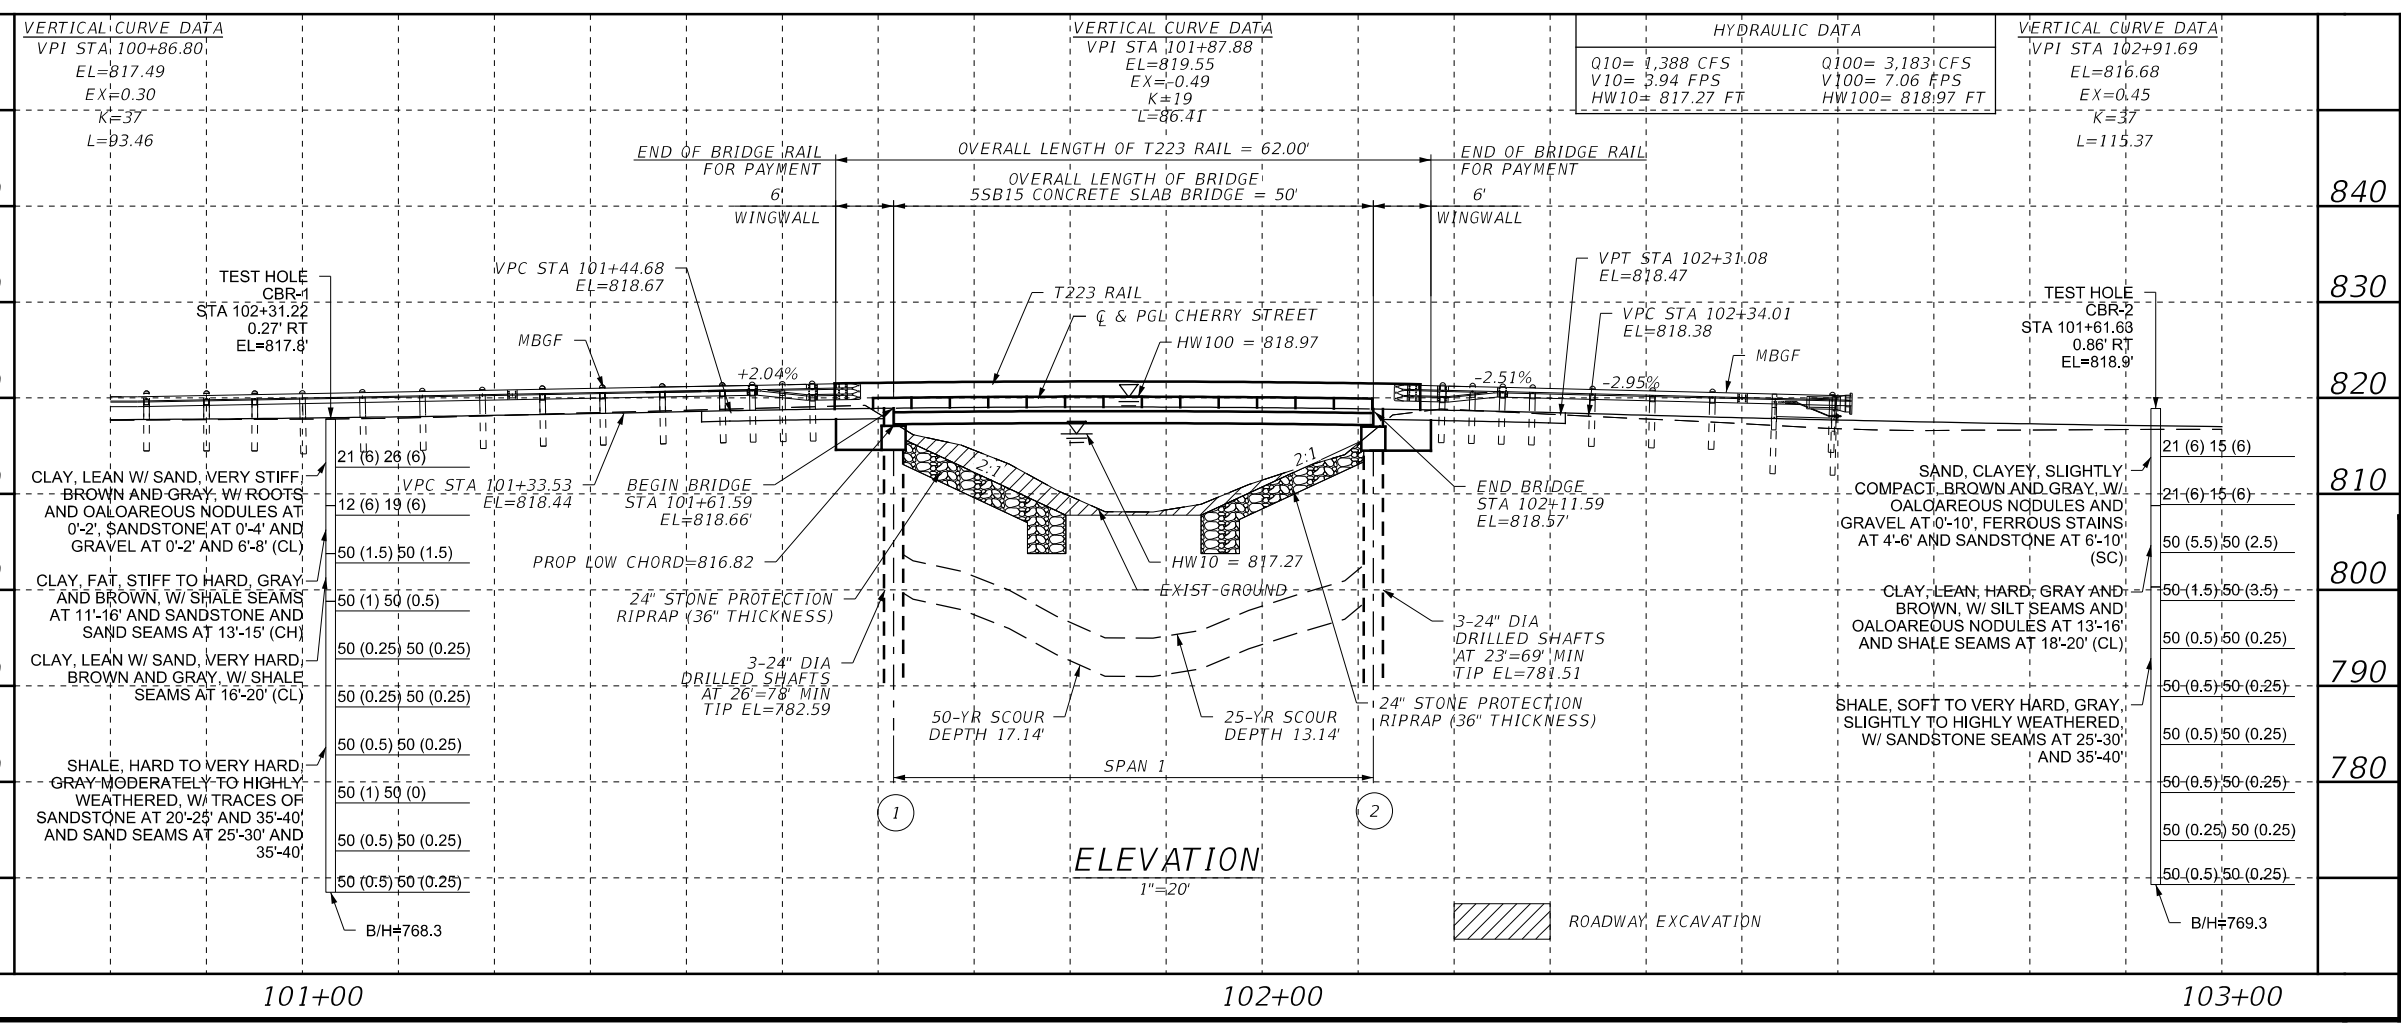 VERTICAL CURVE DATA
VPI STA 100+86.80
EL=817.49
EX=0.30
K=37
L=93.46
VERTICAL CURVE DATA
VPI STA 101+87.88
EL=819.55
EX=-0.49
K=19
L=86.41
HYDRAULIC DATA
Q10= 1,388 CFS
V10= 3.94 FPS
HW10= 817.27 FT
Q100= 3,183 CFS
V100= 7.06 FPS
HW100= 818.97 FT
VERTICAL CURVE DATA
VPI STA 102+91.69
EL=816.68
EX=0.45
K=37
L=115.37
END OF BRIDGE RAIL
FOR PAYMENT
OVERALL LENGTH OF T223 RAIL = 62.00'
END OF BRIDGE RAIL
FOR PAYMENT
6'
WINGWALL
OVERALL LENGTH OF BRIDGE
5SB15 CONCRETE SLAB BRIDGE = 50'
6'
WINGWALL
840
830
820
810
800
790
780
TEST HOLE
CBR-1
STA 102+31.22
0.27' RT
EL=817.8'
VPC STA 101+44.68
EL=818.67
MBGF
+2.04%
T223 RAIL
℄ & PGL CHERRY STREET
HW100 = 818.97
VPT STA 102+31.08
EL=818.47
VPC STA 102+34.01
EL=818.38
MBGF
-2.51%
-2.95%
TEST HOLE
CBR-2
STA 101+61.63
0.86' RT
EL=818.9'
CLAY, LEAN W/ SAND, VERY STIFF,
BROWN AND GRAY, W/ ROOTS
AND OALOAREOUS NODULES AT
0'-2', SANDSTONE AT 0'-4' AND
GRAVEL AT 0'-2' AND 6'-8' (CL)
CLAY, FAT, STIFF TO HARD, GRAY
AND BROWN, W/ SHALE SEAMS
AT 11'-16' AND SANDSTONE AND
SAND SEAMS AT 13'-15' (CH)
CLAY, LEAN W/ SAND, VERY HARD,
BROWN AND GRAY, W/ SHALE
SEAMS AT 16'-20' (CL)
SHALE, HARD TO VERY HARD,
GRAY MODERATELY TO HIGHLY
WEATHERED, W/ TRACES OF
SANDSTONE AT 20'-25' AND 35'-40'
AND SAND SEAMS AT 25'-30' AND
35'-40'
21 (6) 26 (6)
12 (6) 19 (6)
50 (1.5) 50 (1.5)
50 (1) 50 (0.5)
50 (0.25) 50 (0.25)
50 (0.25) 50 (0.25)
50 (0.5) 50 (0.25)
50 (1) 50 (0)
50 (0.5) 50 (0.25)
50 (0.5) 50 (0.25)
B/H=768.3
VPC STA 101+33.53
EL=818.44
BEGIN BRIDGE
STA 101+61.59
EL=818.66'
PROP LOW CHORD=816.82
24" STONE PROTECTION
RIPRAP (36" THICKNESS)
3-24" DIA
DRILLED SHAFTS
AT 26'=78' MIN
TIP EL=782.59
2:1
2:1
HW10 = 817.27
EXIST GROUND
50-YR SCOUR
DEPTH 17.14'
25-YR SCOUR
DEPTH 13.14'
SPAN 1
1
2
END BRIDGE
STA 102+11.59
EL=818.57'
3-24" DIA
DRILLED SHAFTS
AT 23'=69' MIN
TIP EL=781.51
24" STONE PROTECTION
RIPRAP (36" THICKNESS)
SAND, CLAYEY, SLIGHTLY
COMPACT, BROWN AND GRAY, W/
OALOAREOUS NODULES AND
GRAVEL AT 0'-10', FERROUS STAINS
AT 4'-6' AND SANDSTONE AT 6'-10'
(SC)
CLAY, LEAN, HARD, GRAY AND
BROWN, W/ SILT SEAMS AND
OALOAREOUS NODULES AT 13'-16'
AND SHALE SEAMS AT 18'-20' (CL)
SHALE, SOFT TO VERY HARD, GRAY,
SLIGHTLY TO HIGHLY WEATHERED,
W/ SANDSTONE SEAMS AT 25'-30'
AND 35'-40'
21 (6) 15 (6)
21 (6) 15 (6)
50 (5.5) 50 (2.5)
50 (1.5) 50 (3.5)
50 (0.5) 50 (0.25)
50 (0.5) 50 (0.25)
50 (0.5) 50 (0.25)
50 (0.5) 50 (0.25)
50 (0.25) 50 (0.25)
50 (0.5) 50 (0.25)
B/H=769.3
ELEVATION
1"=20'
ROADWAY EXCAVATION
101+00
102+00
103+00